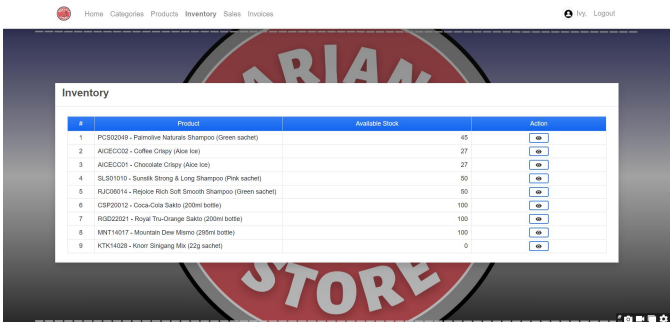 Home Categories Products Inventory Sales Invoices Ivy. Logout
ARIAN
Inventory
# Product Available Stock Action
1 PCS02049 - Palmolive Naturals Shampoo (Green sachet) 45
2 AICECC02 - Coffee Crispy (Aice Ice) 27
3 AICECC01 - Chocolate Crispy (Aice Ice) 27
4 SLS01010 - Sunsilk Strong & Long Shampoo (Pink sachet) 50
5 RJC06014 - Rejoice Rich Soft Smooth Shampoo (Green sachet) 50
6 CSP20012 - Coca-Cola Sakto (200ml bottle) 100
7 RGD22021 - Royal Tru-Orange Sakto (200ml bottle) 100
8 MNT14017 - Mountain Dew Mismo (295ml bottle) 100
9 KTK14028 - Knorr Sinigang Mix (22g sachet) 0
STORE